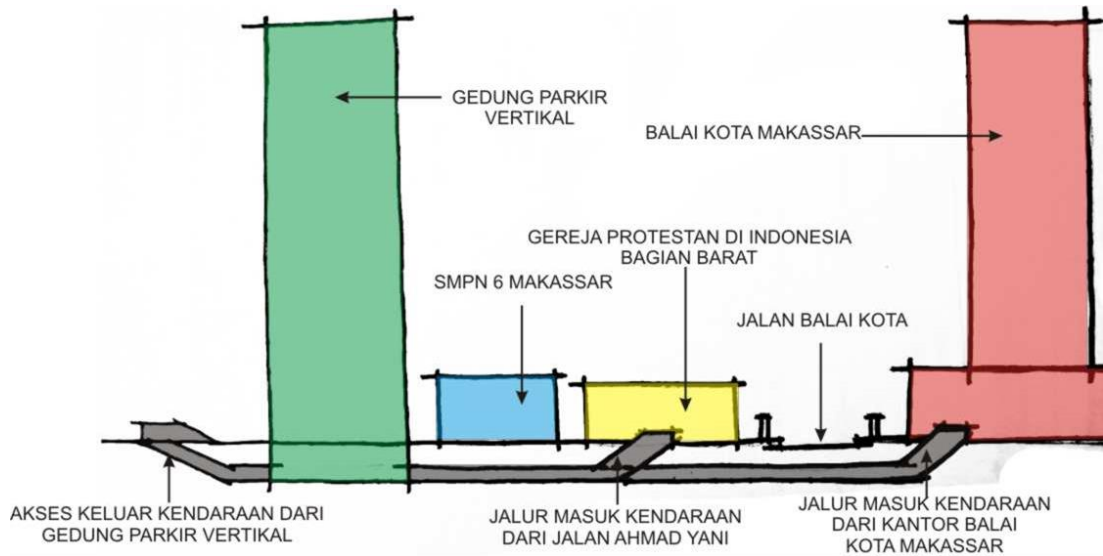 GEDUNG PARKIR
VERTIKAL
BALAI KOTA MAKASSAR
GEREJA PROTESTAN DI INDONESIA
BAGIAN BARAT
SMPN 6 MAKASSAR
JALAN BALAI KOTA
AKSES KELUAR KENDARAAN DARI
GEDUNG PARKIR VERTIKAL
JALUR MASUK KENDARAAN
DARI JALAN AHMAD YANI
JALUR MASUK KENDARAAN
DARI KANTOR BALAI
KOTA MAKASSAR